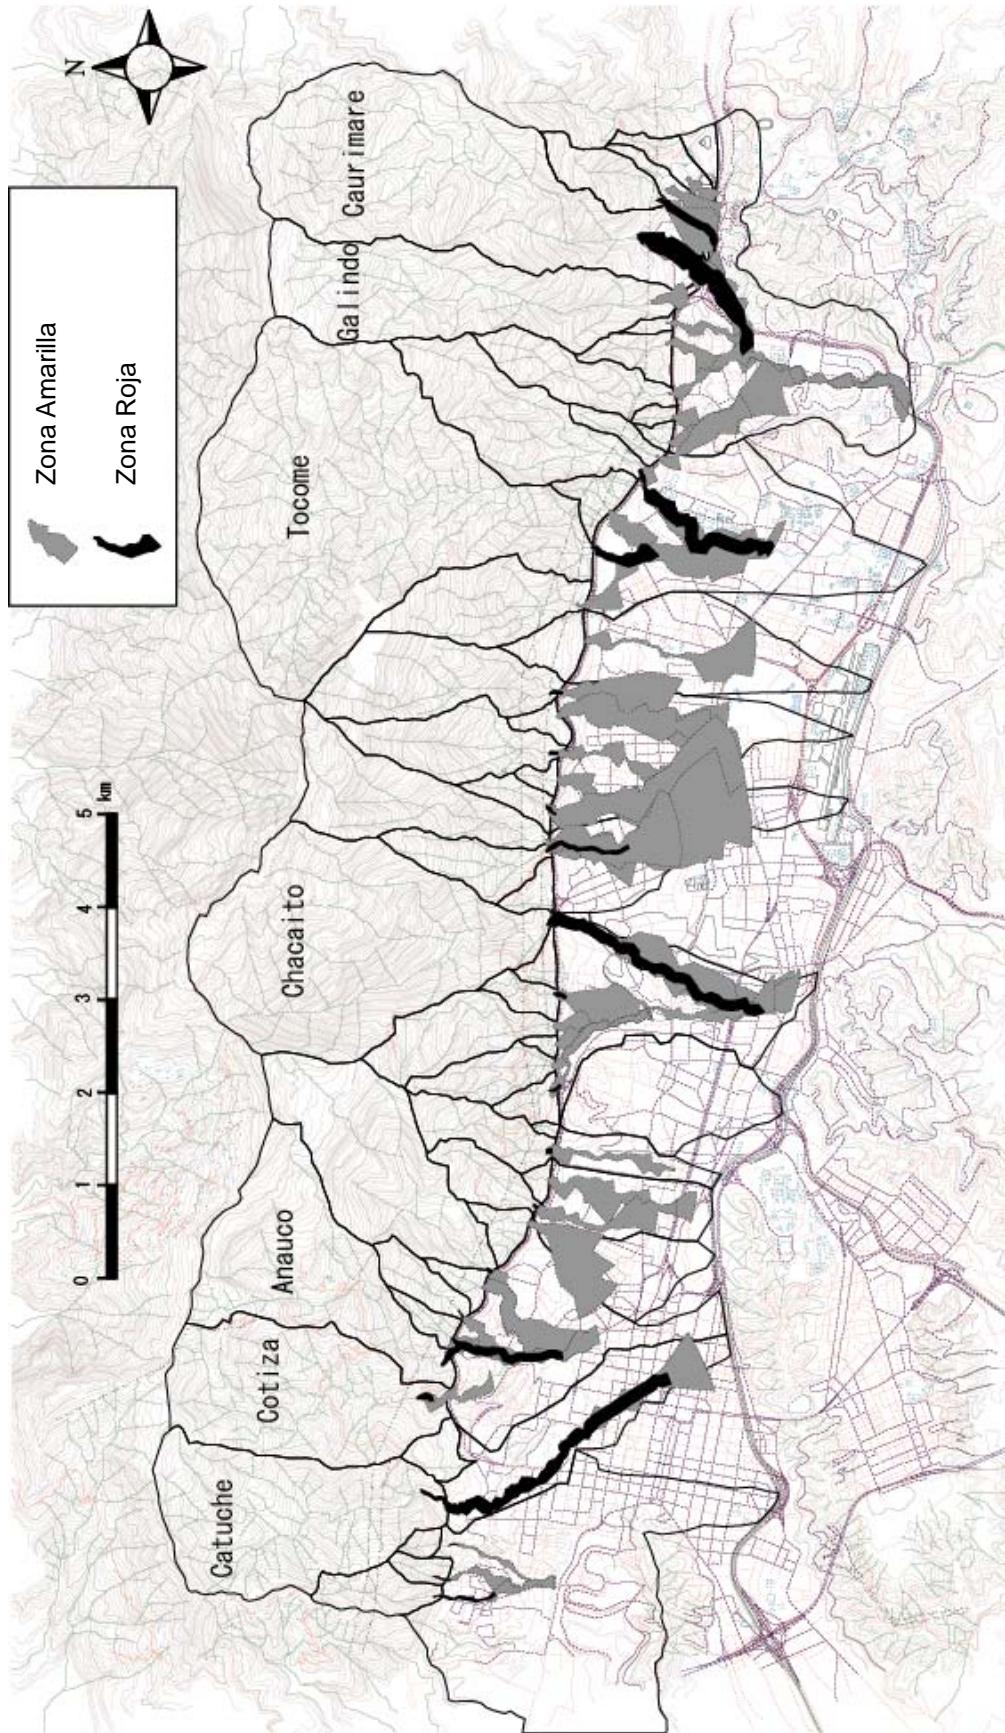 N
Zona Amarilla
Zona Roja
0 1 2 3 4 5 km
Catuche
Cotiza
Anauco
Chacaito
Tocome
Galindo
Caurimare